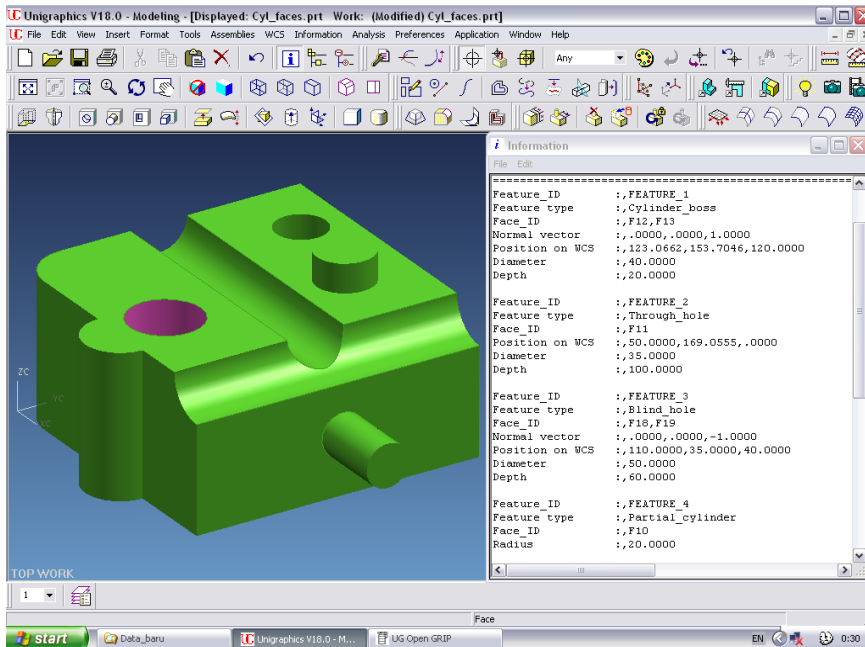 Unigraphics V18.0 - Modeling - [Displayed: Cyl_faces.prt   Work:  (Modified) Cyl_faces.prt]
File Edit View Insert Format Tools Assemblies WCS Information Analysis Preferences Application Window Help
Any
Information
File Edit
==================================================
Feature_ID :,FEATURE_1
Feature type :,Cylinder_boss
Face_ID :,F12,F13
Normal vector :,.0000,.0000,1.0000
Position on WCS :,123.0662,153.7046,120.0000
Diameter :,40.0000
Depth :,20.0000
Feature_ID :,FEATURE_2
Feature type :,Through_hole
Face_ID :,F11
Position on WCS :,50.0000,169.0555,.0000
Diameter :,35.0000
Depth :,100.0000
Feature_ID :,FEATURE_3
Feature type :,Blind_hole
Face_ID :,F18,F19
Normal vector :,.0000,.0000,-1.0000
Position on WCS :,110.0000,35.0000,40.0000
Diameter :,50.0000
Depth :,60.0000
Feature_ID :,FEATURE_4
Feature type :,Partial_cylinder
Face_ID :,F10
Radius :,20.0000
ZC
YC
XC
TOP WORK
1
Face
start
Data_baru
Unigraphics V18.0 - M...
UG Open GRIP
EN
0:30